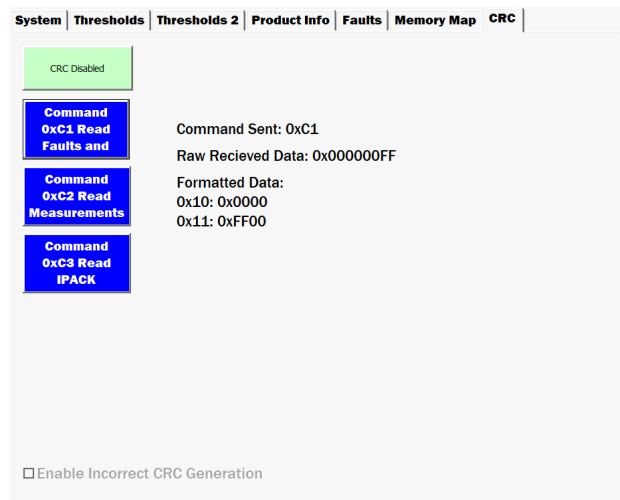 System Thresholds Thresholds 2 Product Info Faults Memory Map CRC
CRC Disabled
Command
0xC1 Read
Faults and
Command
0xC2 Read
Measurements
Command
0xC3 Read
IPACK
Command Sent: 0xC1
Raw Recieved Data: 0x000000FF
Formatted Data:
0x10: 0x0000
0x11: 0xFF00
Enable Incorrect CRC Generation